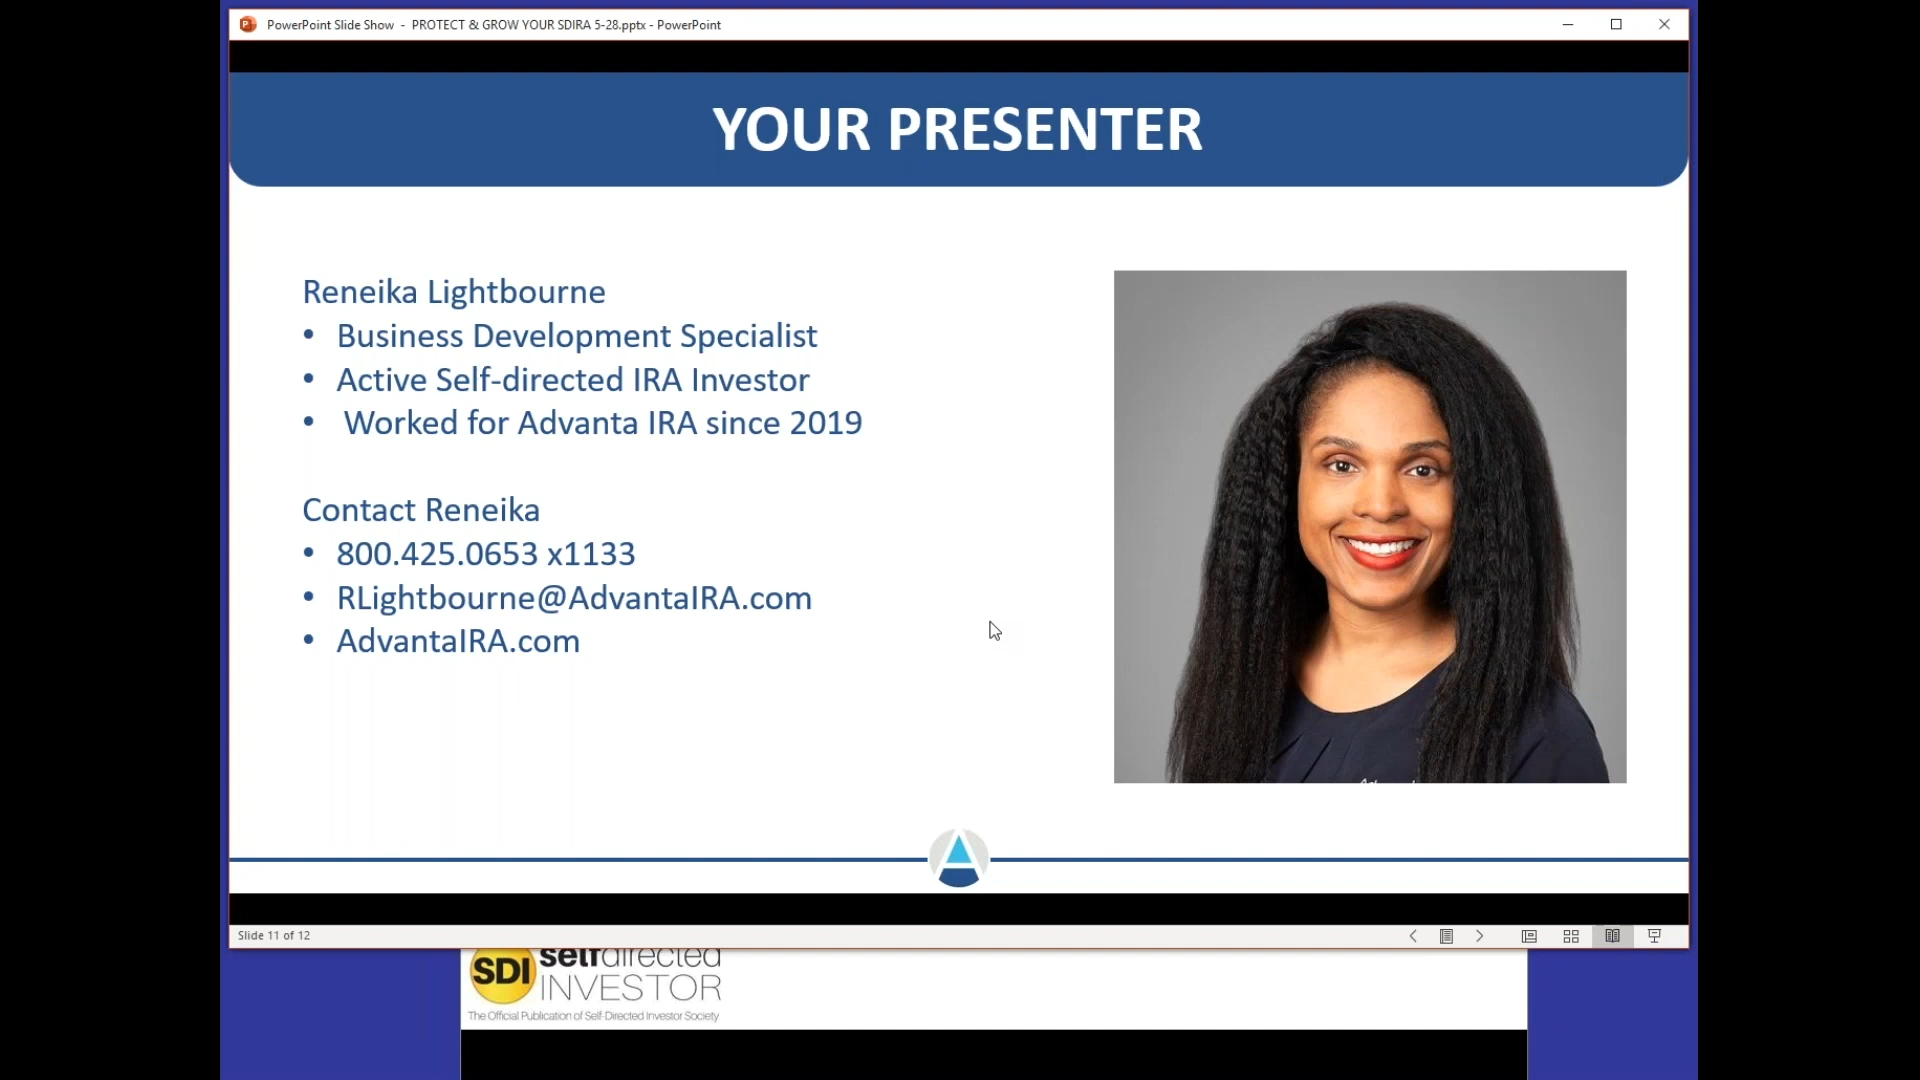 PowerPoint Slide Show - PROTECT & GROW YOUR SDIRA 5-28.pptx - PowerPoint
YOUR PRESENTER
Reneika Lightbourne
• Business Development Specialist
• Active Self-directed IRA Investor
• Worked for Advanta IRA since 2019
Contact Reneika
• 800.425.0653 x1133
• RLightbourne@AdvantaIRA.com
• AdvantaIRA.com
Slide 11 of 12
SDI selfdirected
INVESTOR
The Official Publication of Self-Directed Investor Society